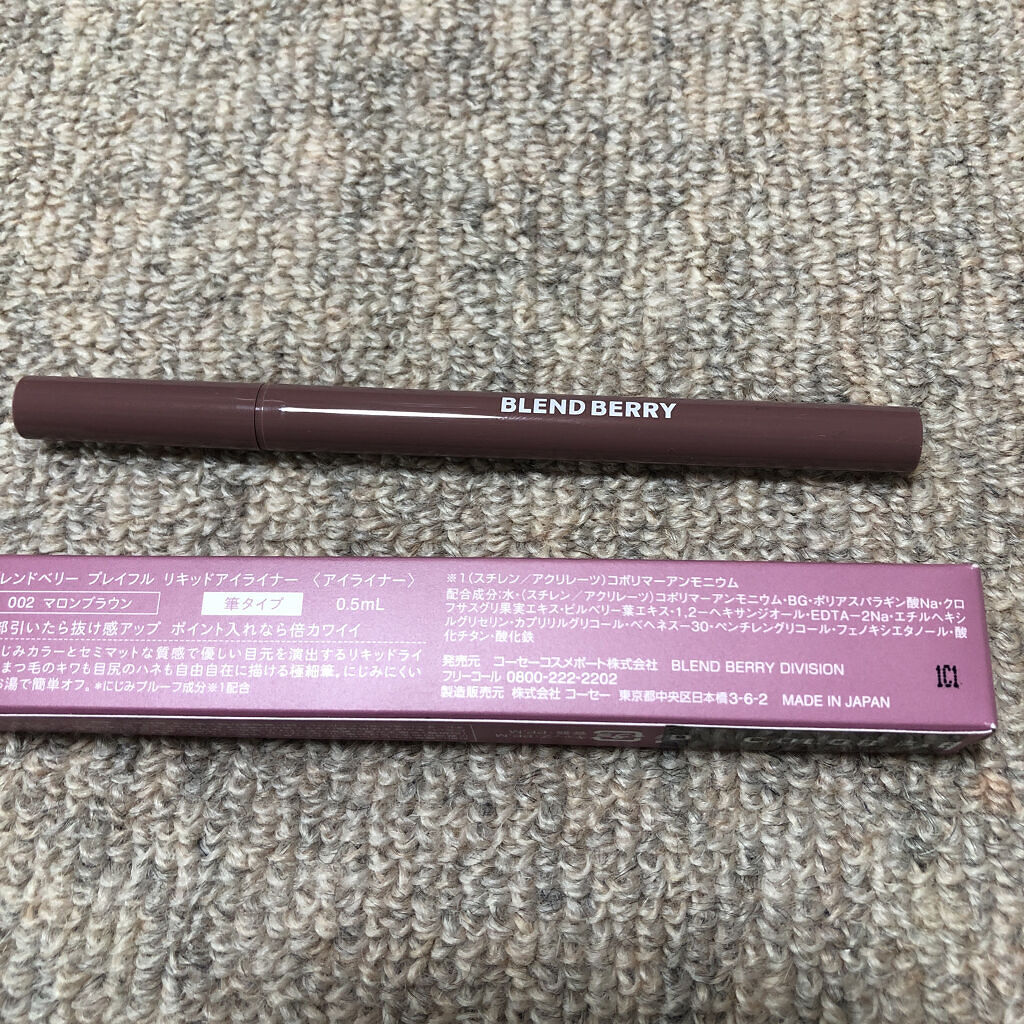 BLEND BERRY
レンドベリー プレイフル リキッドアイライナー 〈アイライナー〉
002 マロンブラウン
筆タイプ
0.5mL
部引いたら抜け感アップ ポイント入れなら倍カワイイ
じみカラーとセミマットな質感で優しい目元を演出するリキッドライ
まつ毛のキワも目尻のハネも自由自在に描ける極細筆。にじみにくい
お湯で簡単オフ。*にじみプルーフ成分※1配合
※1(スチレン/アクリレーツ)コポリマーアンモニウム
配合成分:水・(スチレン/アクリレーツ)コポリマーアンモニウム・BG・ポリアスパラギン酸Na・クロ
フサスグリ果実エキス・ビルベリー葉エキス・1,2-ヘキサンジオール・EDTA-2Na・エチルヘキシ
ルグリセリン・カプリリルグリコール・ベヘネス-30・ペンチレングリコール・フェノキシエタノール・酸
化チタン・酸化鉄
発売元 コーセーコスメポート株式会社 BLEND BERRY DIVISION
フリーコール 0800-222-2202
製造販売元 株式会社 コーセー 東京都中央区日本橋3-6-2 MADE IN JAPAN
1C1